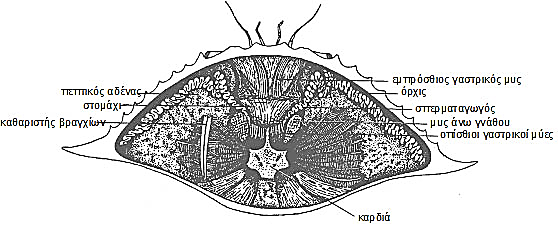 πεπτικός αδένας
στομάχι
καθαριστής βραγχίων
εμπρόσθιος γαστρικός μυς
όρχις
σπερματαγωγός
μυς άνω γνάθου
οπίσθιοι γαστρικοί μύες
καρδιά